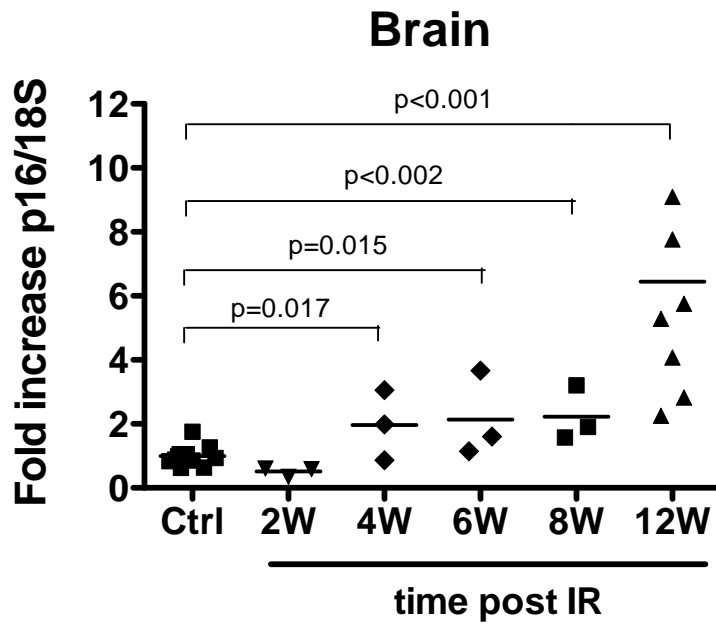 Brain
Fold increase p16/18S
12
10
8
6
4
2
0
p<0.001
p<0.002
p=0.015
p=0.017
Ctrl 2W 4W 6W 8W 12W
time post IR